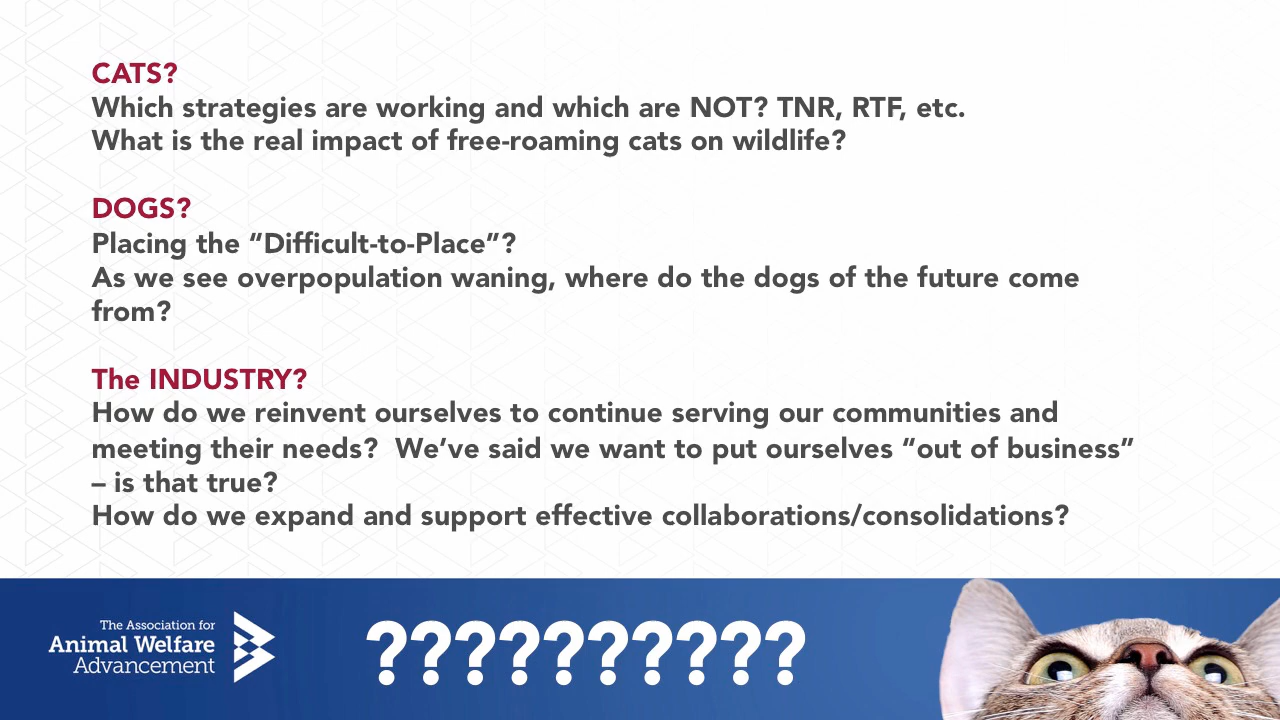 CATS?
Which strategies are working and which are NOT? TNR, RTF, etc.
What is the real impact of free-roaming cats on wildlife?
DOGS?
Placing the “Difficult-to-Place”?
As we see overpopulation waning, where do the dogs of the future come
from?
The INDUSTRY?
How do we reinvent ourselves to continue serving our communities and
meeting their needs?  We’ve said we want to put ourselves “out of business”
– is that true?
How do we expand and support effective collaborations/consolidations?
The Association for
Animal Welfare
Advancement
??????????